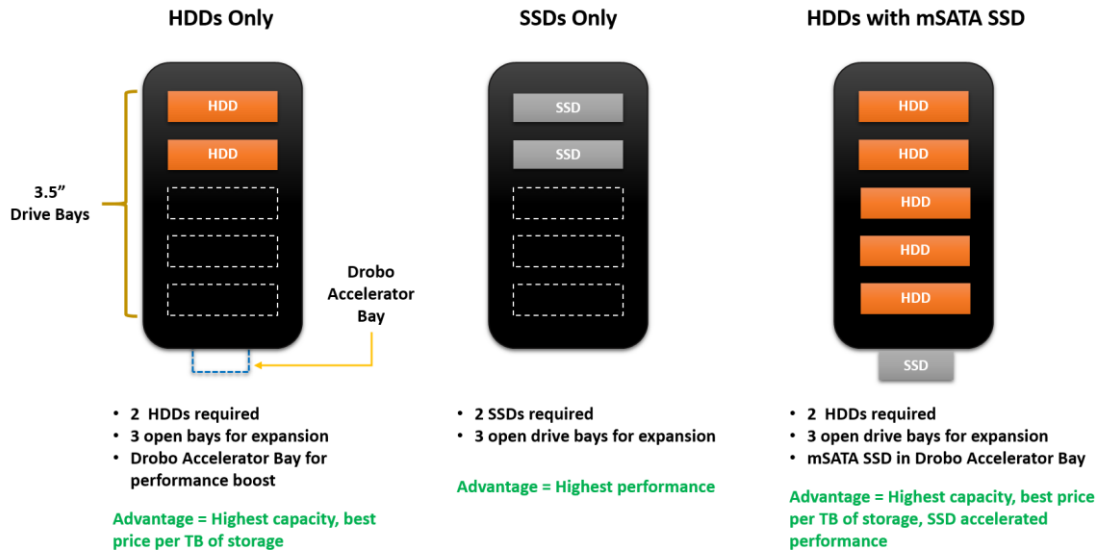 HDDs Only
HDD
HDD
3.5”
Drive Bays
Drobo
Accelerator
Bay
• 2  HDDs required
• 3 open bays for expansion
• Drobo Accelerator Bay for
performance boost
Advantage = Highest capacity, best
price per TB of storage
SSDs Only
SSD
SSD
• 2 SSDs required
• 3 open drive bays for expansion
Advantage = Highest performance
HDDs with mSATA SSD
HDD
HDD
HDD
HDD
HDD
SSD
• 2  HDDs required
• 3 open drive bays for expansion
• mSATA SSD in Drobo Accelerator Bay
Advantage = Highest capacity, best price
per TB of storage, SSD accelerated
performance